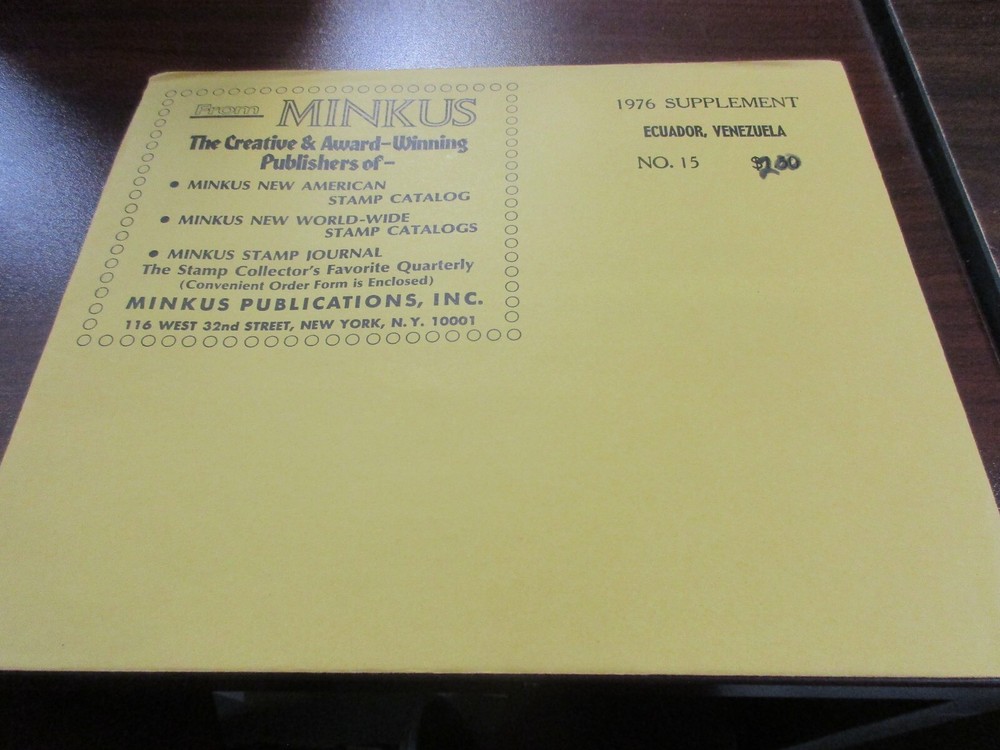 From MINKUS
The Creative & Award-Winning
Publishers of-
• MINKUS NEW AMERICAN
STAMP CATALOG
• MINKUS NEW WORLD-WIDE
STAMP CATALOGS
• MINKUS STAMP JOURNAL
The Stamp Collector's Favorite Quarterly
(Convenient Order Form is Enclosed)
MINKUS PUBLICATIONS, INC.
116 WEST 32nd STREET, NEW YORK, N.Y. 10001
1976 SUPPLEMENT
ECUADOR, VENEZUELA
NO. 15